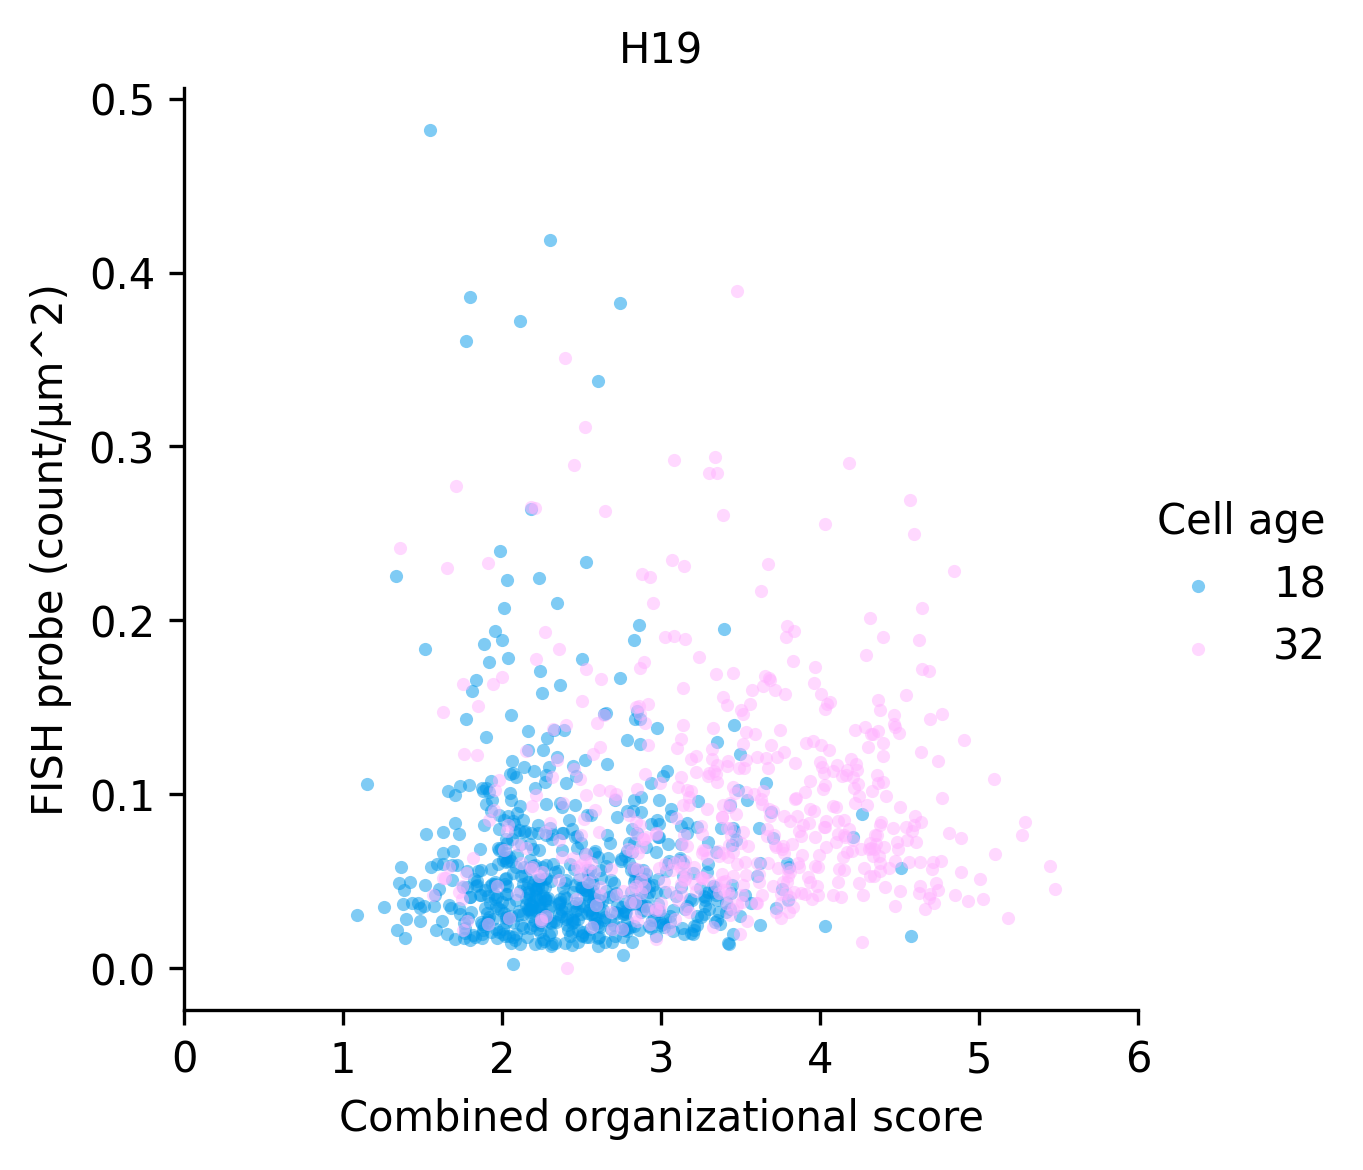 H19
FISH probe (count/μm^2)
0.5
0.4
0.3
0.2
0.1
0.0
0 1 2 3 4 5 6
Combined organizational score
Cell age
18
32